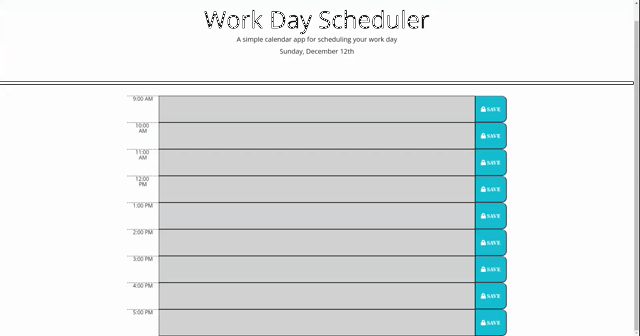 Work Day Scheduler
A simple calendar app for scheduling your work day
Sunday, December 12th
9:00 AM
SAVE
10:00
AM
SAVE
11:00
AM
SAVE
12:00
PM
SAVE
1:00 PM
SAVE
2:00 PM
SAVE
3:00 PM
SAVE
4:00 PM
SAVE
5:00 PM
SAVE